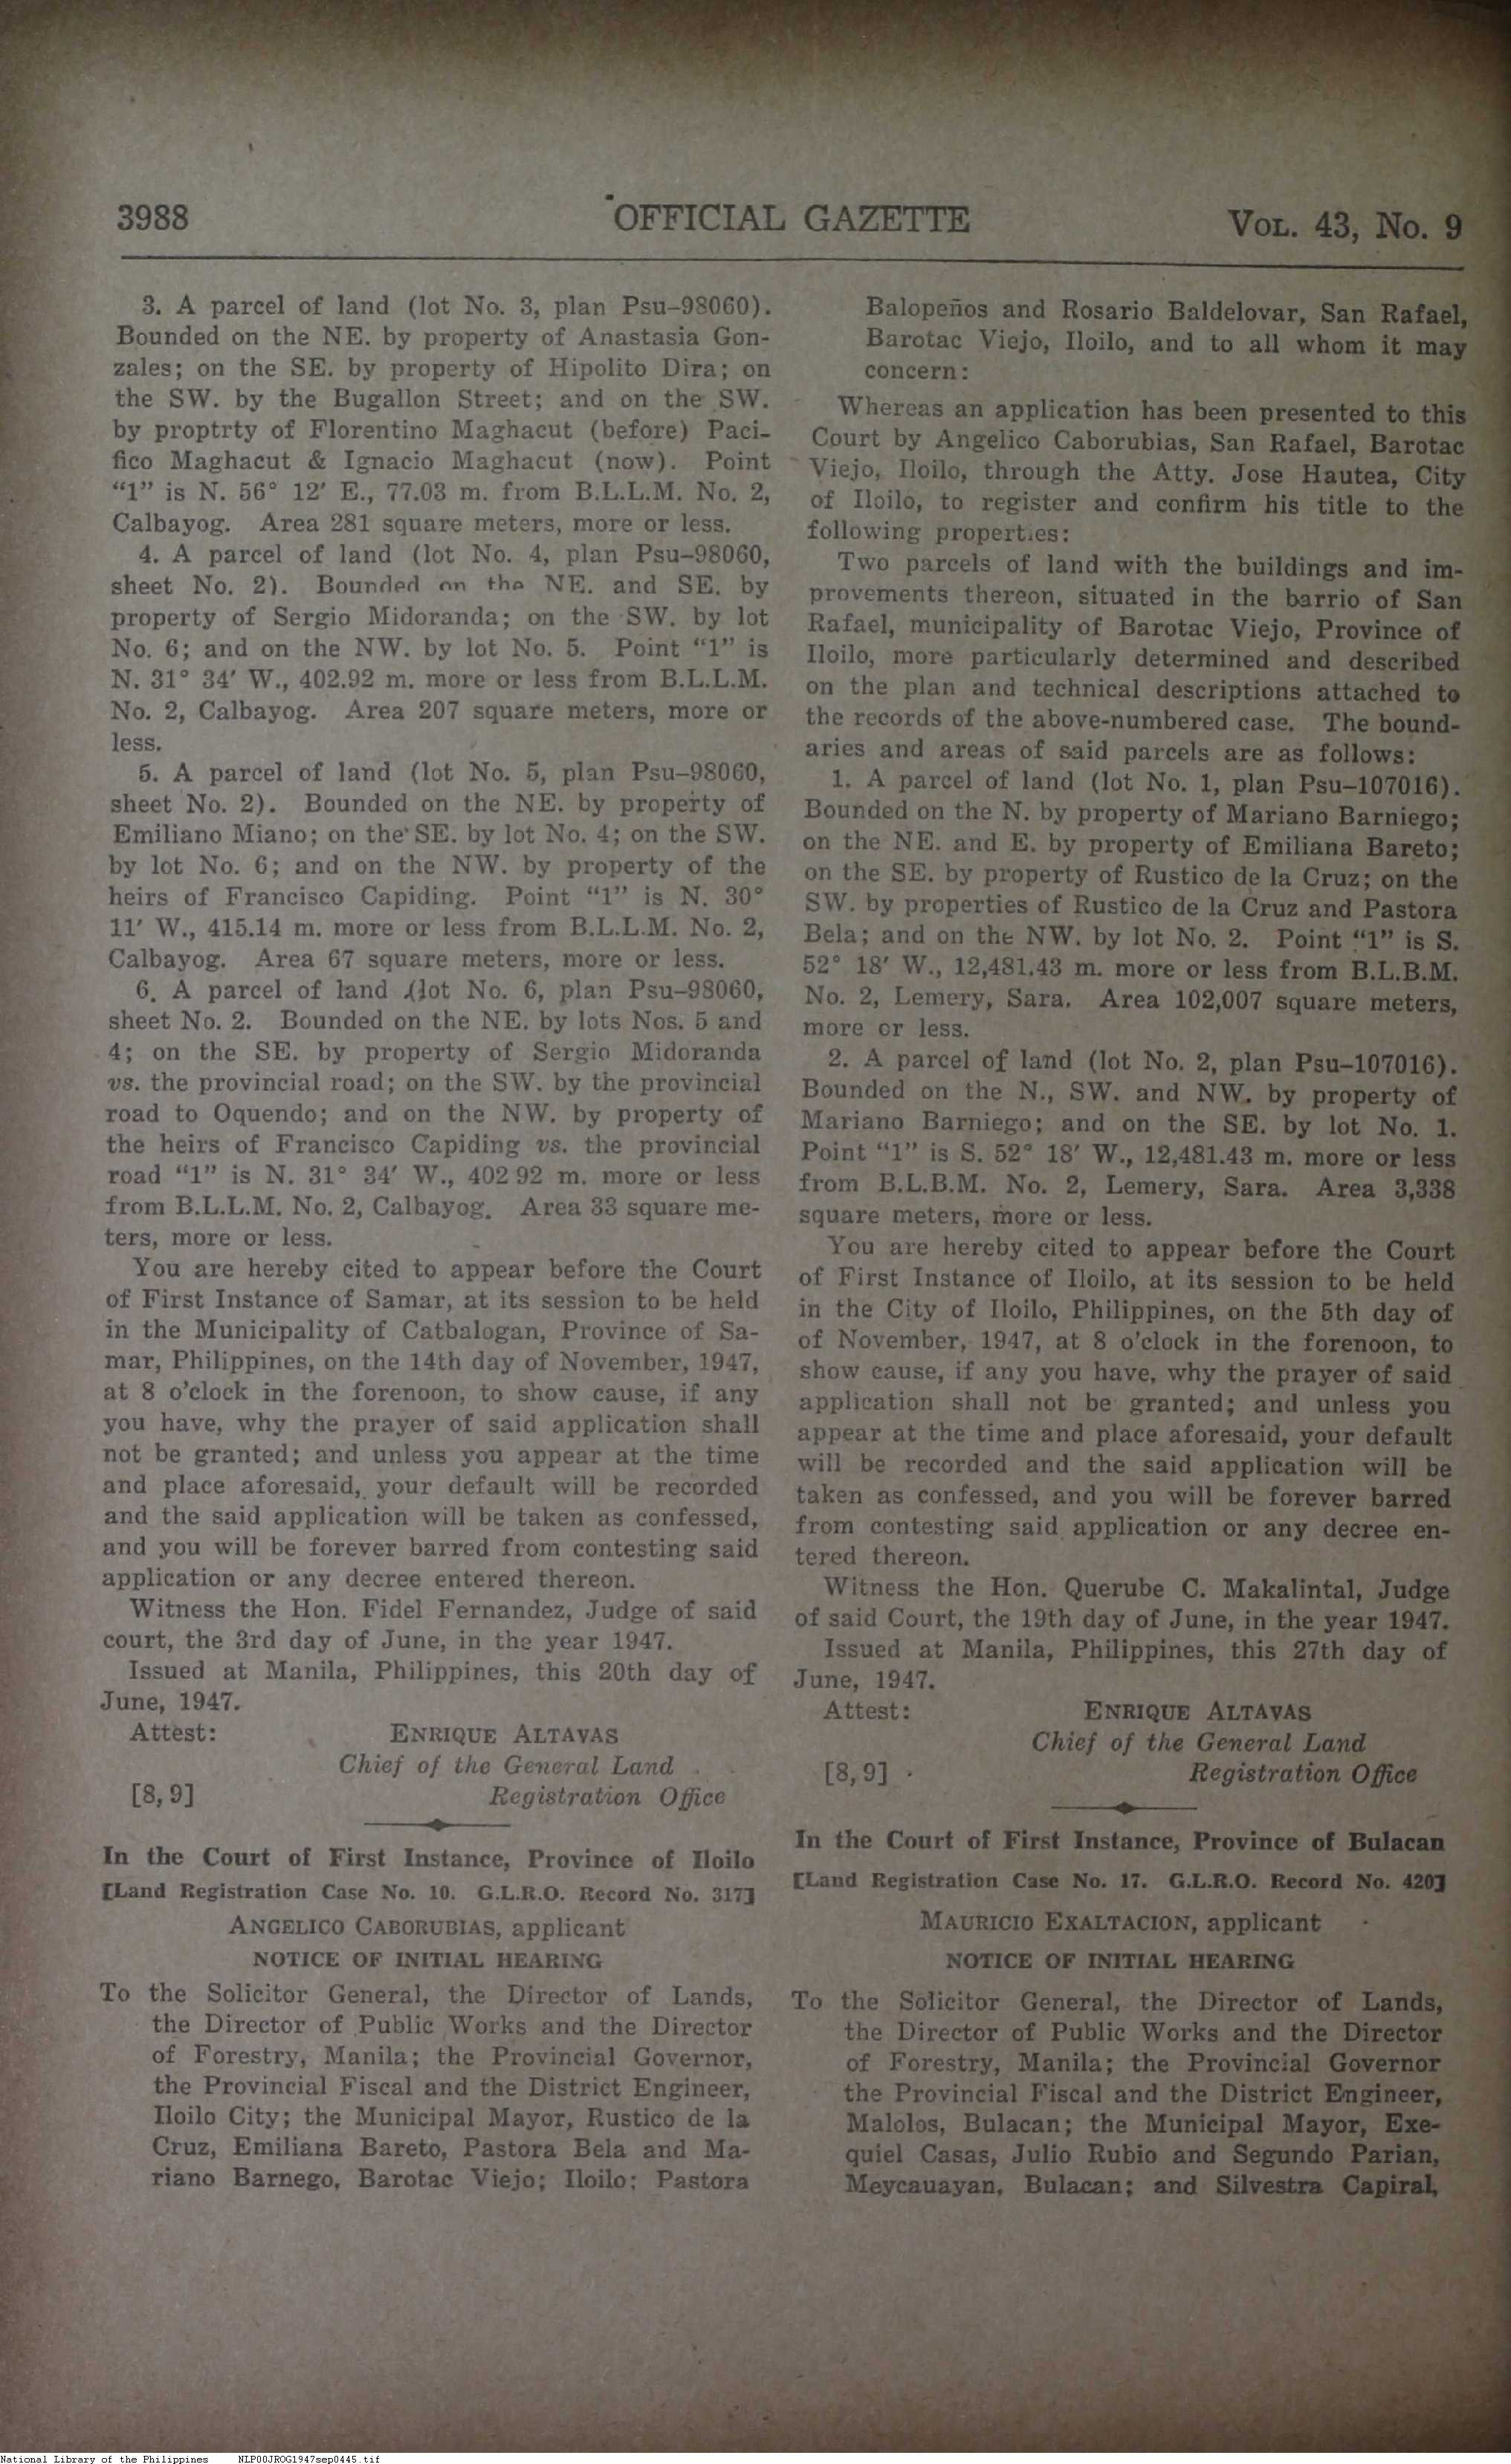 3988
OFFICIAL GAZETTE
VOL. 43, No. 9
3. A parcel of land (lot No. 3, plan Psu–98060).
Bounded on the NE. by property of Anastasia Gon-
zales; on the SE. by property of Hipolito Dira; on
the SW. by the Bugallon Street; and on the SW.
by proptrty of Florentino Maghacut (before) Paci-
fico Maghacut & Ignacio Maghacut (now). Point
“1” is N. 56° 12′ E., 77.03 m. from B.L.L.M. No. 2,
Calbayog. Area 281 square meters, more or less.
4. A parcel of land (lot No. 4, plan Psu–98060,
sheet No. 2). Bounded on the NE. and SE. by
property of Sergio Midoranda; on the SW. by lot
No. 6; and on the NW. by lot No. 5. Point “1” is
N. 31° 34′ W., 402.92 m. more or less from B.L.L.M.
No. 2, Calbayog. Area 207 square meters, more or
less.
5. A parcel of land (lot No. 5, plan Psu–98060,
sheet No. 2). Bounded on the NE. by property of
Emiliano Miano; on the SE. by lot No. 4; on the SW.
by lot No. 6; and on the NW. by property of the
heirs of Francisco Capiding. Point “1” is N. 30°
11′ W., 415.14 m. more or less from B.L.L.M. No. 2,
Calbayog. Area 67 square meters, more or less.
6. A parcel of land (lot No. 6, plan Psu–98060,
sheet No. 2. Bounded on the NE. by lots Nos. 5 and
4; on the SE. by property of Sergio Midoranda
vs. the provincial road; on the SW. by the provincial
road to Oquendo; and on the NW. by property of
the heirs of Francisco Capiding vs. the provincial
road “1” is N. 31° 34′ W., 402 92 m. more or less
from B.L.L.M. No. 2, Calbayog. Area 33 square me-
ters, more or less.
You are hereby cited to appear before the Court
of First Instance of Samar, at its session to be held
in the Municipality of Catbalogan, Province of Sa-
mar, Philippines, on the 14th day of November, 1947,
at 8 o’clock in the forenoon, to show cause, if any
you have, why the prayer of said application shall
not be granted; and unless you appear at the time
and place aforesaid, your default will be recorded
and the said application will be taken as confessed,
and you will be forever barred from contesting said
application or any decree entered thereon.
Witness the Hon. Fidel Fernandez, Judge of said
court, the 3rd day of June, in the year 1947.
Issued at Manila, Philippines, this 20th day of
June, 1947.
Attest: ENRIQUE ALTAVAS
Chief of the General Land
[8, 9] Registration Office
In the Court of First Instance, Province of Iloilo
[Land Registration Case No. 10. G.L.R.O. Record No. 317]
ANGELICO CABORUBIAS, applicant
NOTICE OF INITIAL HEARING
To the Solicitor General, the Director of Lands,
the Director of Public Works and the Director
of Forestry, Manila; the Provincial Governor,
the Provincial Fiscal and the District Engineer,
Iloilo City; the Municipal Mayor, Rustico de la
Cruz, Emiliana Bareto, Pastora Bela and Ma-
riano Barnego, Barotac Viejo; Iloilo; Pastora
Balopeños and Rosario Baldelovar, San Rafael,
Barotac Viejo, Iloilo, and to all whom it may
concern:
Whereas an application has been presented to this
Court by Angelico Caborubias, San Rafael, Barotac
Viejo, Iloilo, through the Atty. Jose Hautea, City
of Iloilo, to register and confirm his title to the
following properties:
Two parcels of land with the buildings and im-
provements thereon, situated in the barrio of San
Rafael, municipality of Barotac Viejo, Province of
Iloilo, more particularly determined and described
on the plan and technical descriptions attached to
the records of the above-numbered case. The bound-
aries and areas of said parcels are as follows:
1. A parcel of land (lot No. 1, plan Psu–107016).
Bounded on the N. by property of Mariano Barniego;
on the NE. and E. by property of Emiliana Bareto;
on the SE. by property of Rustico de la Cruz; on the
SW. by properties of Rustico de la Cruz and Pastora
Bela; and on the NW. by lot No. 2. Point “1” is S.
52° 18′ W., 12,481.43 m. more or less from B.L.B.M.
No. 2, Lemery, Sara. Area 102,007 square meters,
more or less.
2. A parcel of land (lot No. 2, plan Psu–107016).
Bounded on the N., SW. and NW. by property of
Mariano Barniego; and on the SE. by lot No. 1.
Point “1” is S. 52° 18′ W., 12,481.43 m. more or less
from B.L.B.M. No. 2, Lemery, Sara. Area 3,338
square meters, more or less.
You are hereby cited to appear before the Court
of First Instance of Iloilo, at its session to be held
in the City of Iloilo, Philippines, on the 5th day of
of November, 1947, at 8 o’clock in the forenoon, to
show cause, if any you have, why the prayer of said
application shall not be granted; and unless you
appear at the time and place aforesaid, your default
will be recorded and the said application will be
taken as confessed, and you will be forever barred
from contesting said application or any decree en-
tered thereon.
Witness the Hon. Querube C. Makalintal, Judge
of said Court, the 19th day of June, in the year 1947.
Issued at Manila, Philippines, this 27th day of
June, 1947.
Attest: ENRIQUE ALTAVAS
Chief of the General Land
[8, 9] Registration Office
In the Court of First Instance, Province of Bulacan
[Land Registration Case No. 17. G.L.R.O. Record No. 420]
MAURICIO EXALTACION, applicant
NOTICE OF INITIAL HEARING
To the Solicitor General, the Director of Lands,
the Director of Public Works and the Director
of Forestry, Manila; the Provincial Governor
the Provincial Fiscal and the District Engineer,
Malolos, Bulacan; the Municipal Mayor, Exe-
quiel Casas, Julio Rubio and Segundo Parian,
Meycauayan, Bulacan; and Silvestra Capiral,
National Library of the Philippines NLP00JROG1947sep0445.tif